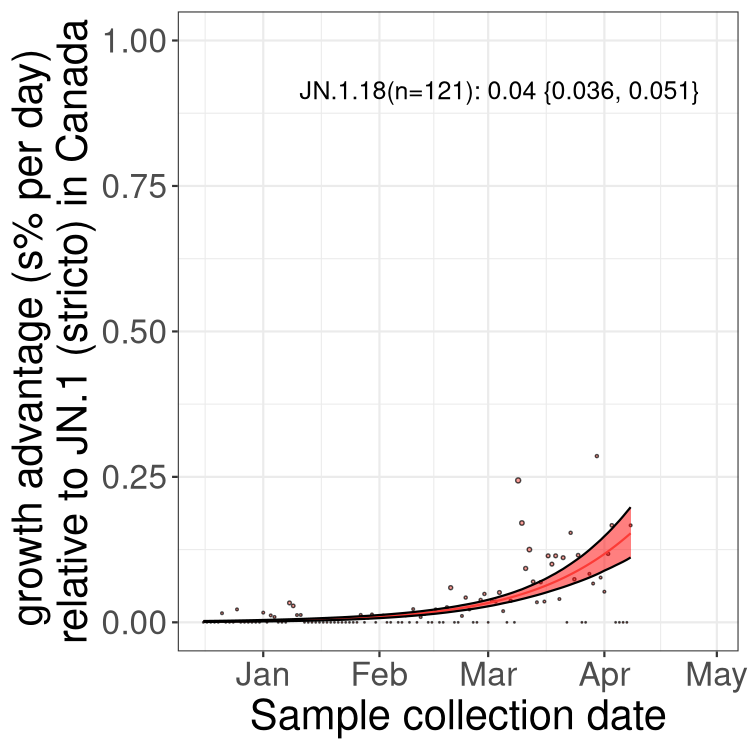 growth advantage (s% per day)
relative to JN.1 (stricto) in Canada
1.00
0.75
0.50
0.25
0.00
JN.1.18(n=121): 0.04 {0.036, 0.051}
Jan Feb Mar Apr May
Sample collection date